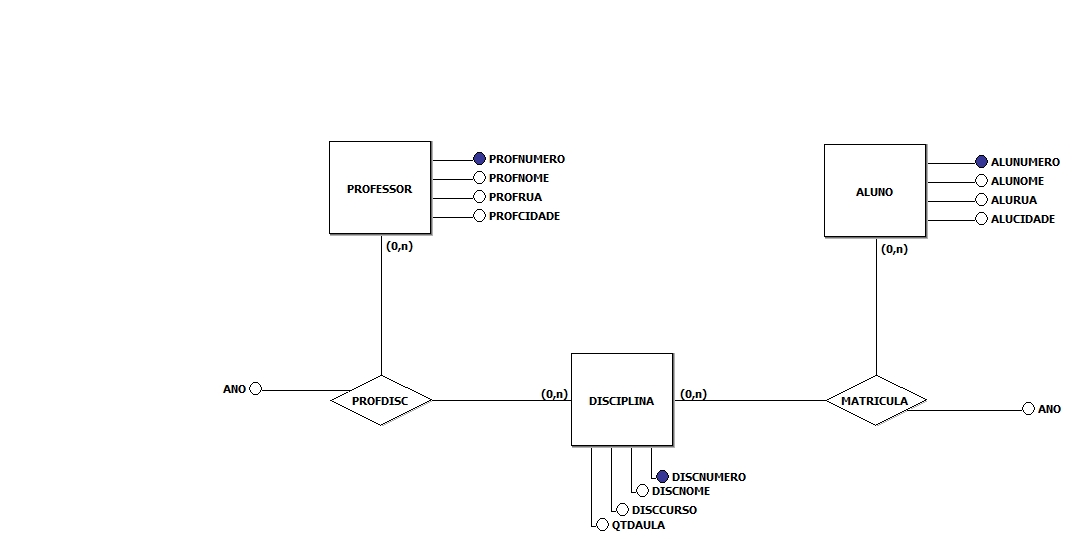 PROFESSOR
PROFNUMERO
PROFNOME
PROFRUA
PROFCIDADE
(0,n)
ALUNO
ALUNUMERO
ALUNOME
ALURUA
ALUCIDADE
(0,n)
ANO
PROFDISC
(0,n)
DISCIPLINA
(0,n)
MATRICULA
ANO
DISCNUMERO
DISCNOME
DISCCURSO
QTDAULA